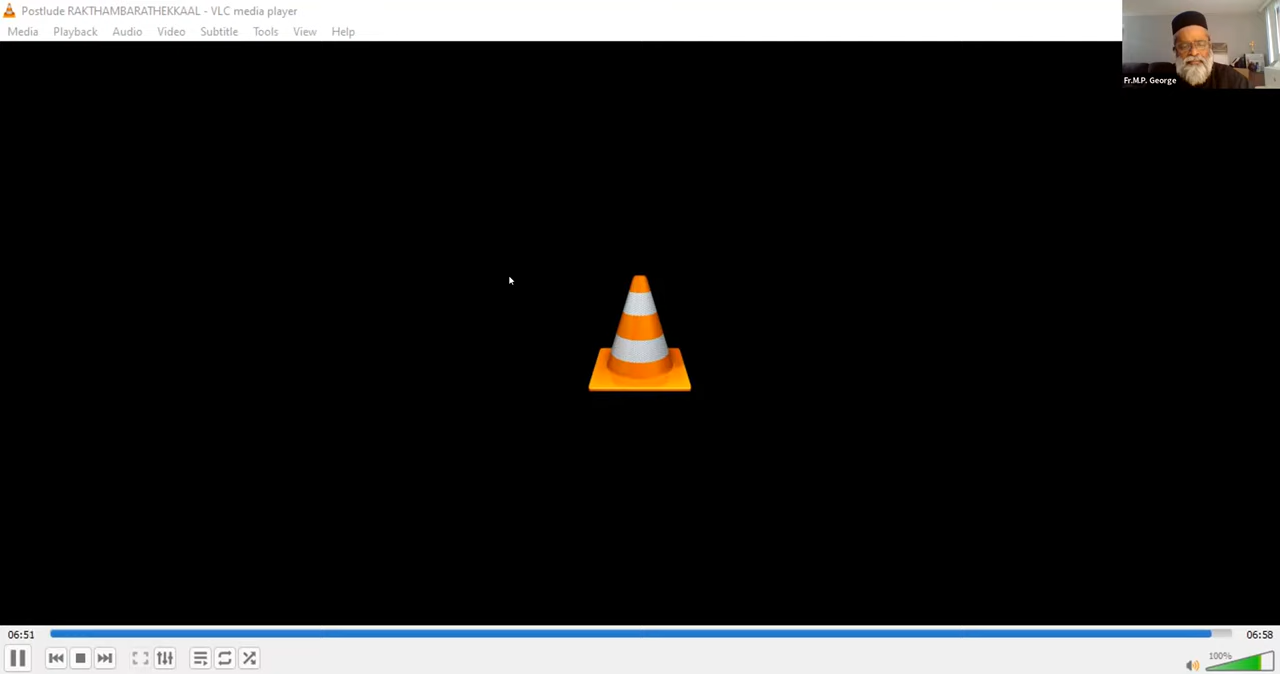 Postlude RAKTHAMBARATHEKKAAL - VLC media player
Media Playback Audio Video Subtitle Tools View Help
Fr.M.P. George
06:51 06:58
100%